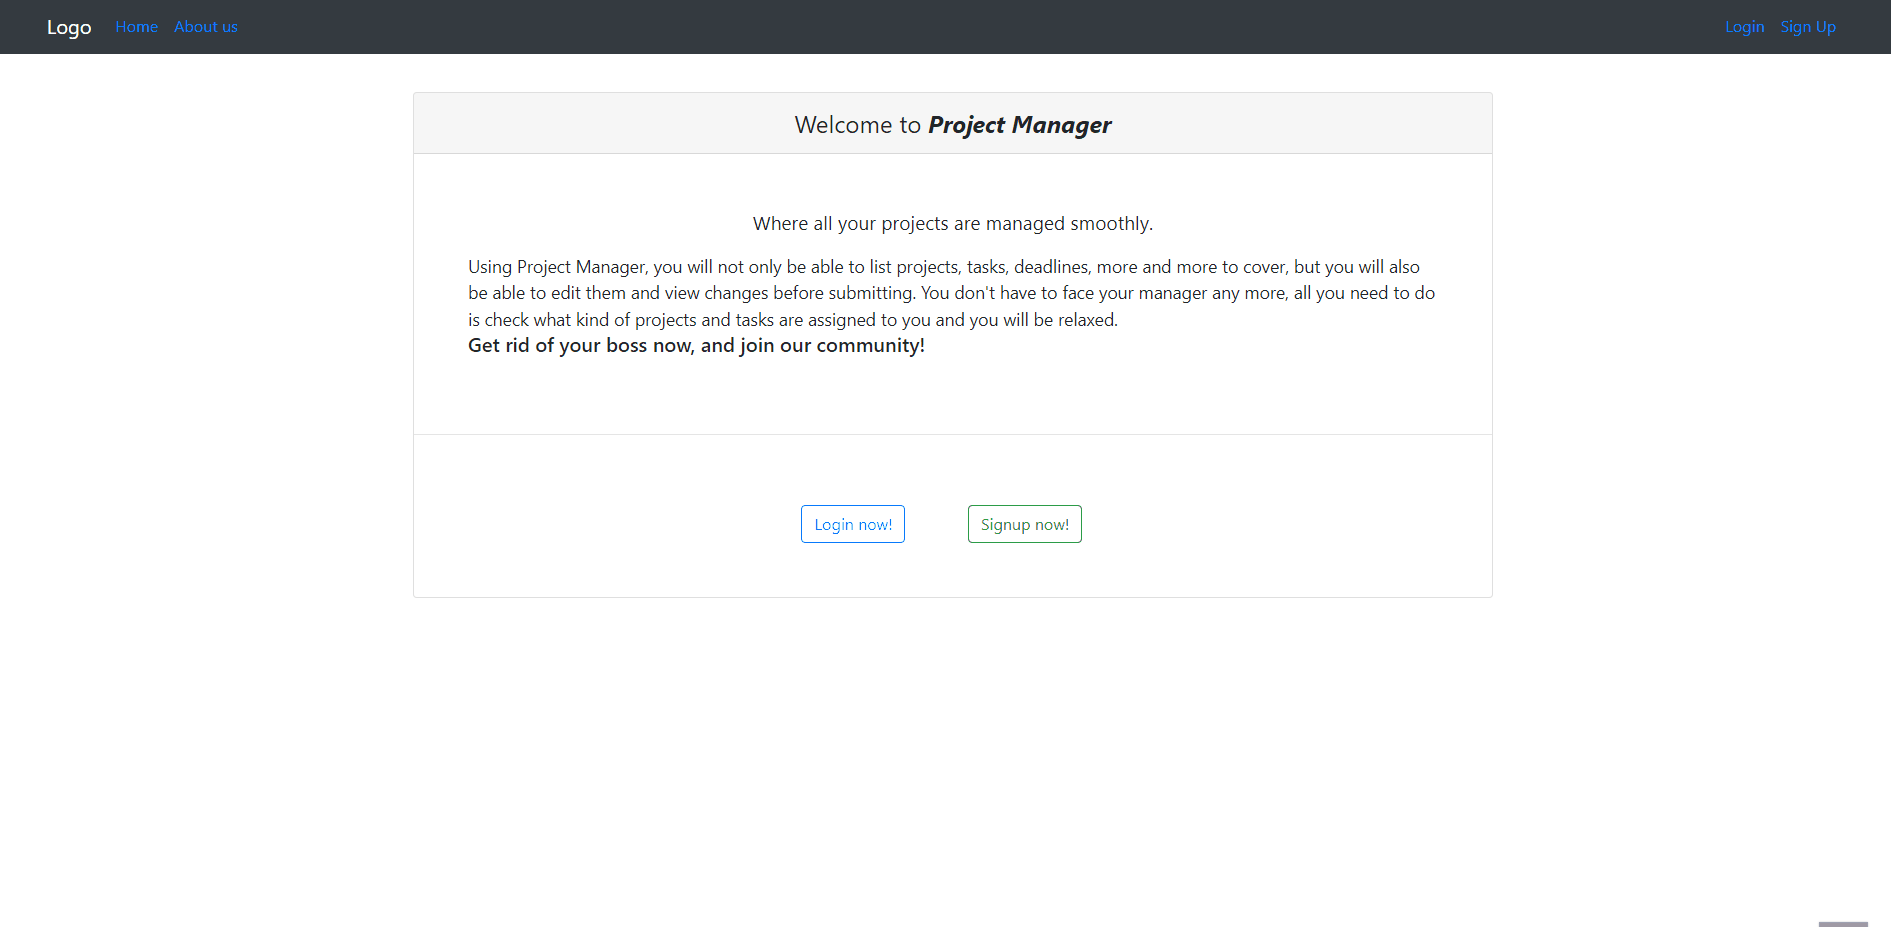 Logo Home About us Login Sign Up
Welcome to Project Manager
Where all your projects are managed smoothly.
Using Project Manager, you will not only be able to list projects, tasks, deadlines, more and more to cover, but you will also
be able to edit them and view changes before submitting. You don't have to face your manager any more, all you need to do
is check what kind of projects and tasks are assigned to you and you will be relaxed.
Get rid of your boss now, and join our community!
Login now! Signup now!